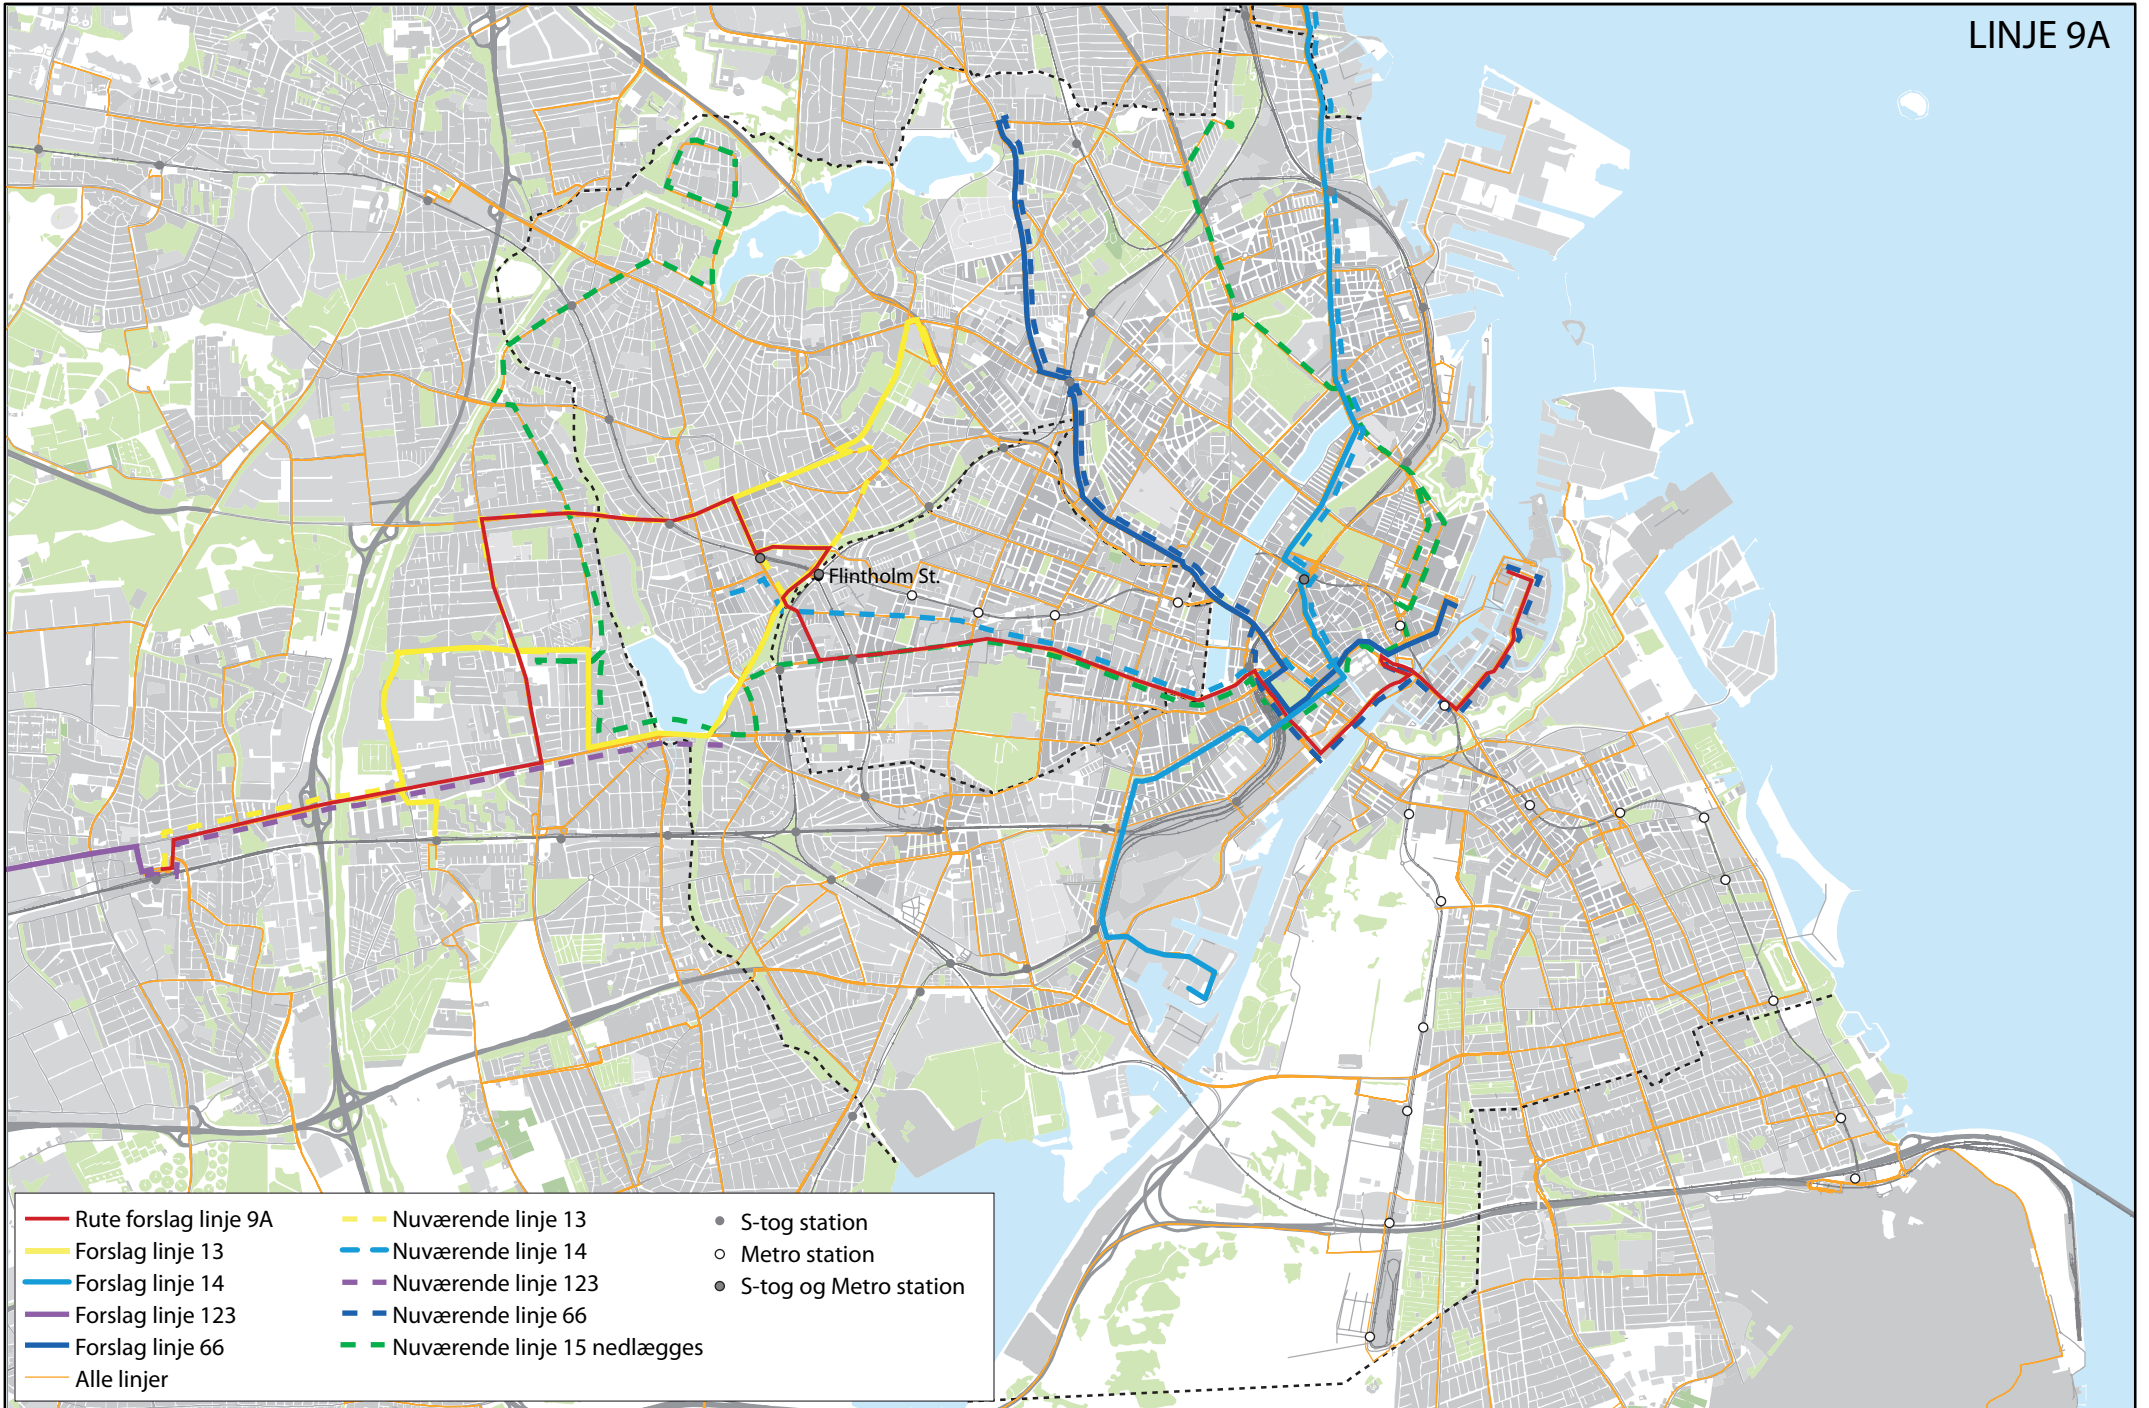 LINJE 9A
Flintholm St.
Rute forslag linje 9A
Forslag linje 13
Forslag linje 14
Forslag linje 123
Forslag linje 66
Alle linjer
Nuværende linje 13
Nuværende linje 14
Nuværende linje 123
Nuværende linje 66
Nuværende linje 15 nedlægges
S-tog station
Metro station
S-tog og Metro station